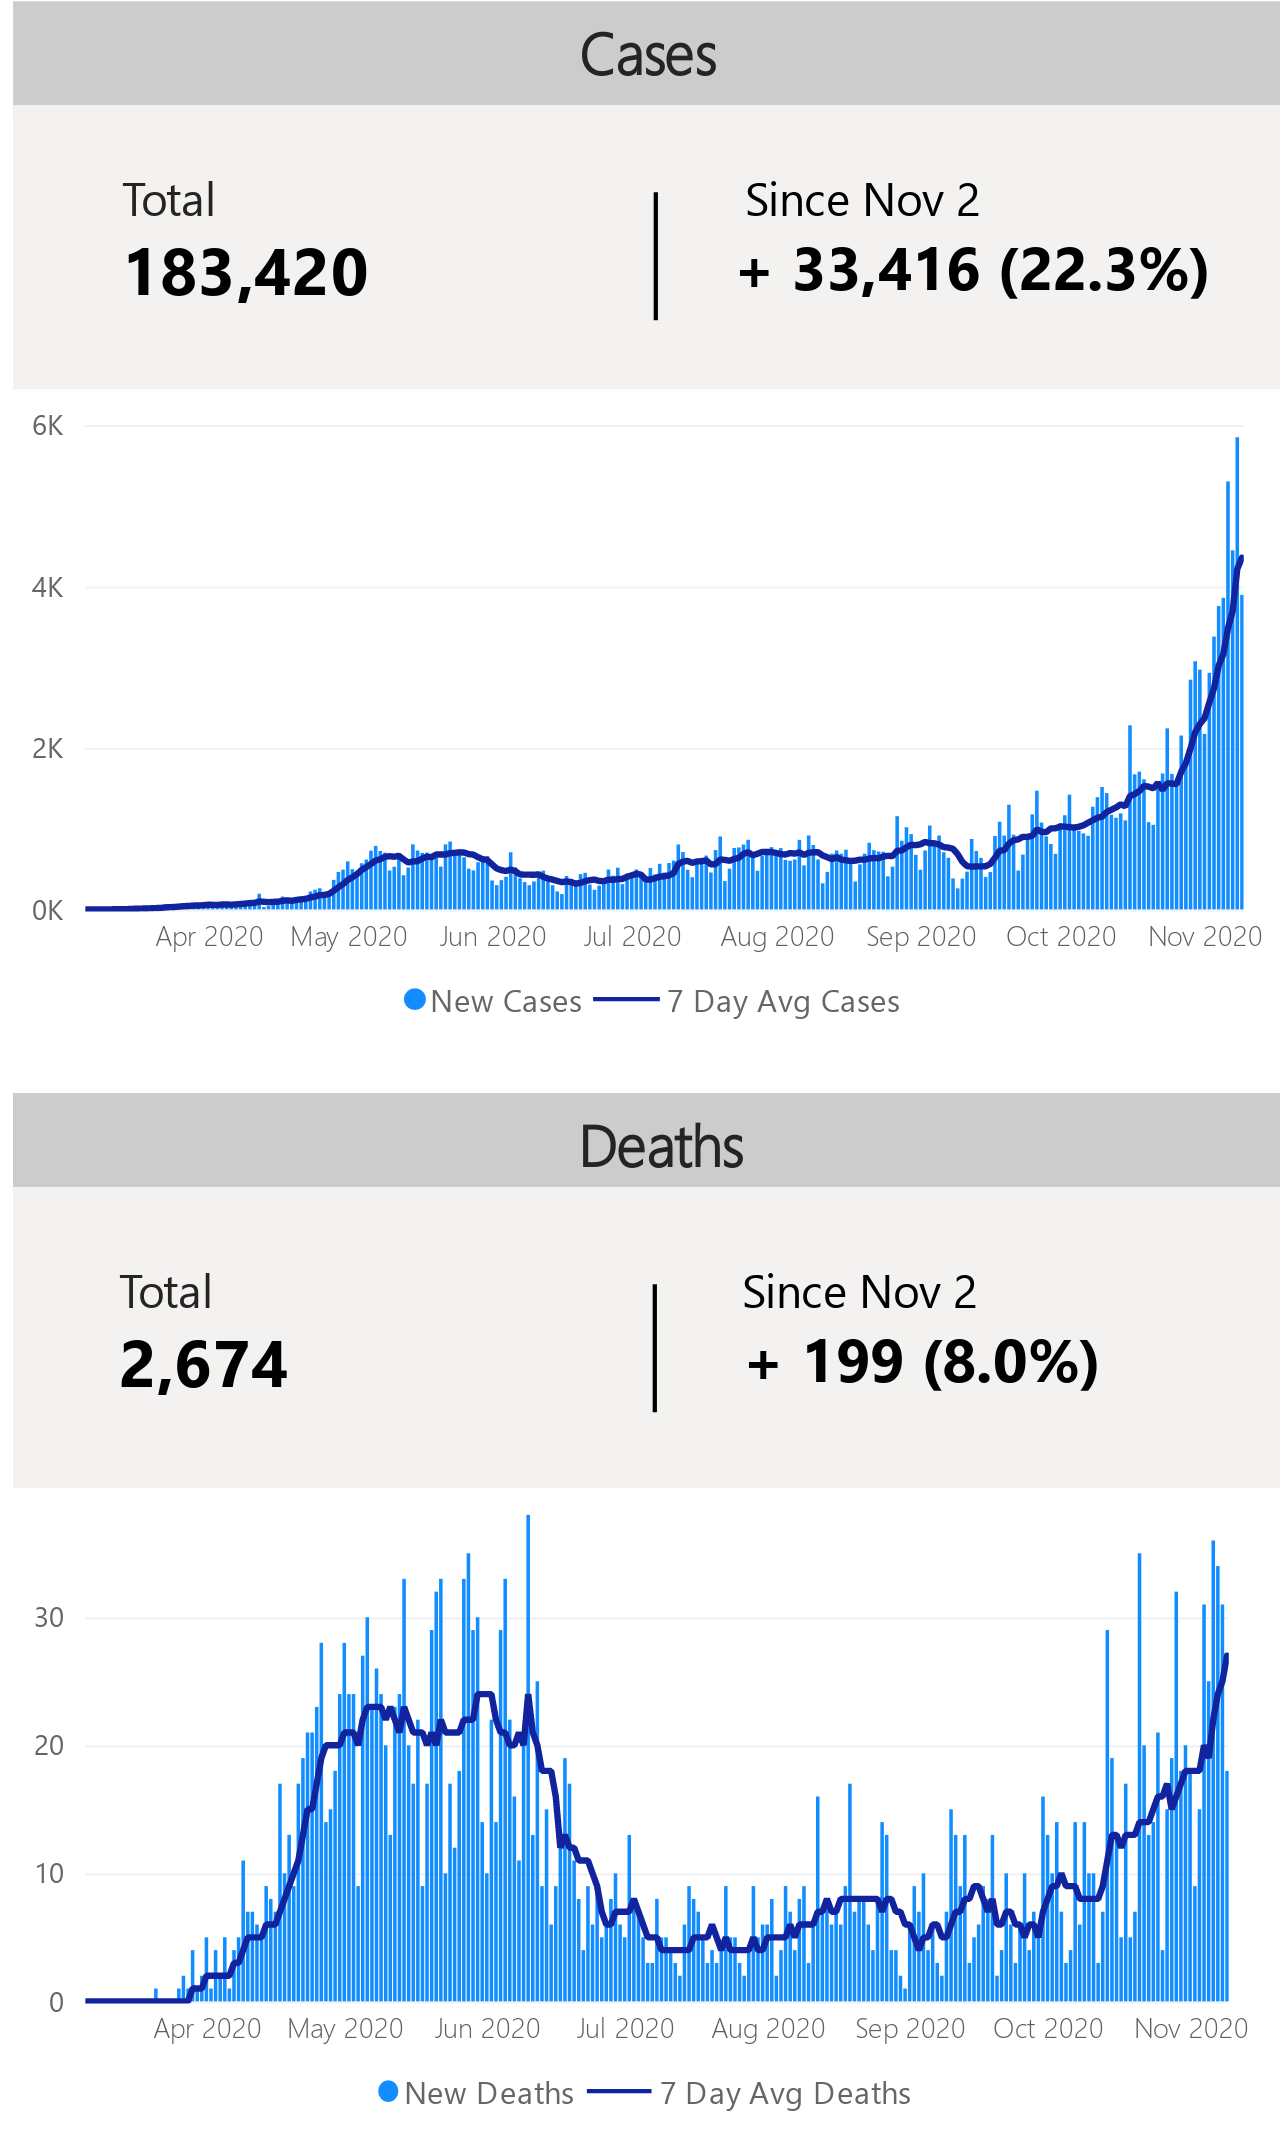 Cases
Total
Since Nov 2
183,420
+ 33,416 (22.3%)
6K
4K
2K
0K
Apr 2020 May 2020 Jun 2020 Jul 2020 Aug 2020 Sep 2020 Oct 2020 Nov 2020
New Cases 7 Day Avg Cases
Deaths
Total
Since Nov 2
2,674
+ 199 (8.0%)
30
20
10
0
Apr 2020 May 2020 Jun 2020 Jul 2020 Aug 2020 Sep 2020 Oct 2020 Nov 2020
New Deaths 7 Day Avg Deaths